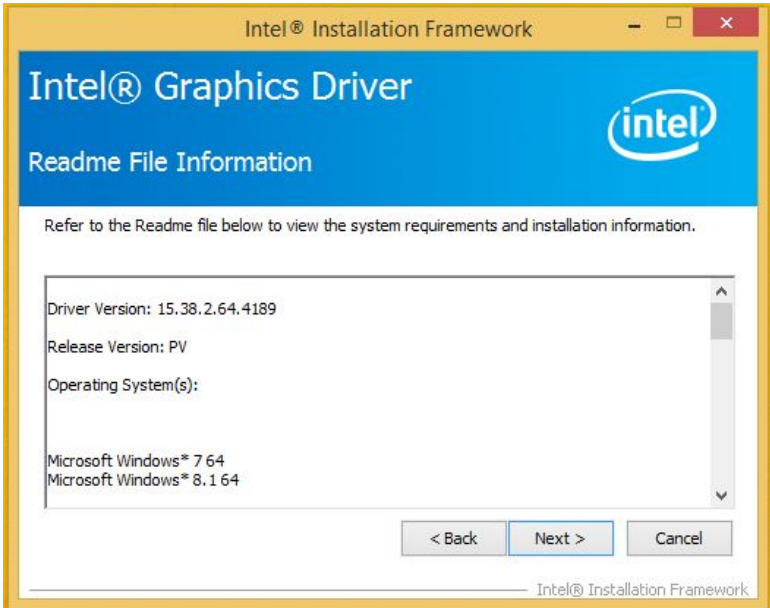 Intel® Installation Framework
Intel® Graphics Driver
intel
Readme File Information
Refer to the Readme file below to view the system requirements and installation information.
Driver Version: 15.38.2.64.4189
Release Version: PV
Operating System(s):
Microsoft Windows* 7 64
Microsoft Windows* 8.1 64
< Back Next > Cancel
Intel® Installation Framework